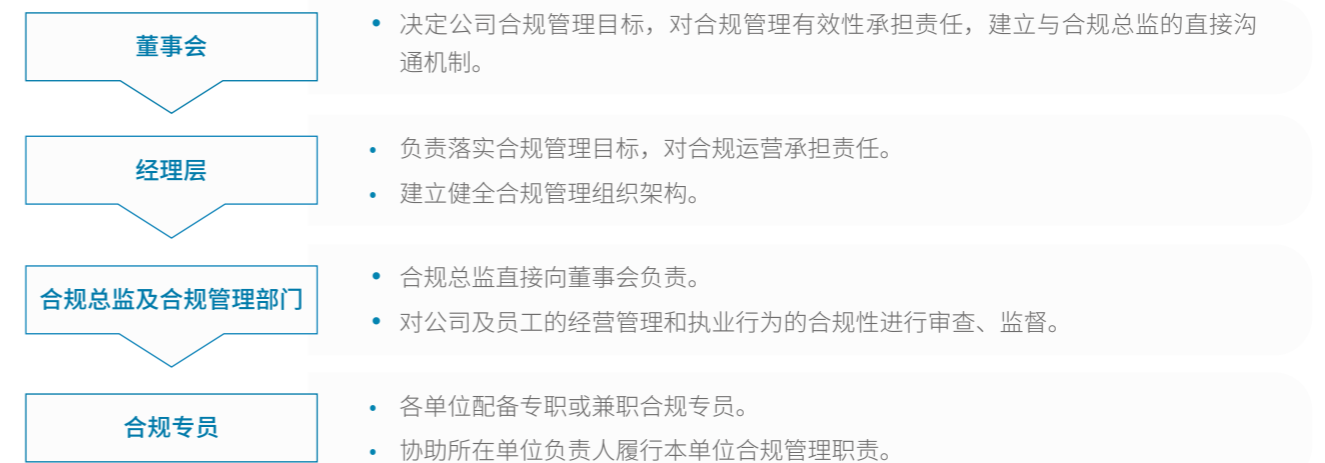 董事会
• 决定公司合规管理目标，对合规管理有效性承担责任，建立与合规总监的直接沟
通机制。
经理层
• 负责落实合规管理目标，对合规运营承担责任。
• 建立健全合规管理组织架构。
合规总监及合规管理部门
• 合规总监直接向董事会负责。
• 对公司及员工的经营管理和执业行为的合规性进行审查、监督。
合规专员
• 各单位配备专职或兼职合规专员。
• 协助所在单位负责人履行本单位合规管理职责。